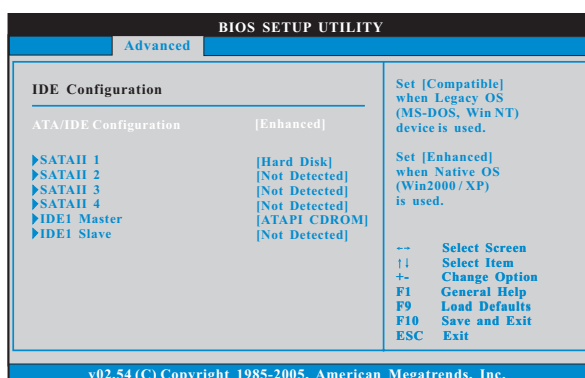 BIOS SETUP UTILITY
Advanced
IDE Configuration
ATA/IDE Configuration [Enhanced]
SATAII 1 [Hard Disk]
SATAII 2 [Not Detected]
SATAII 3 [Not Detected]
SATAII 4 [Not Detected]
IDE1 Master [ATAPI CDROM]
IDE1 Slave [Not Detected]
Set [Compatible]
when Legacy OS
(MS-DOS, Win NT)
device is used.
Set [Enhanced]
when Native OS
(Win2000 / XP)
is used.
←→ Select Screen
↑↓ Select Item
+- Change Option
F1 General Help
F9 Load Defaults
F10 Save and Exit
ESC Exit
v02.54 (C) Copyright 1985-2005, American Megatrends, Inc.